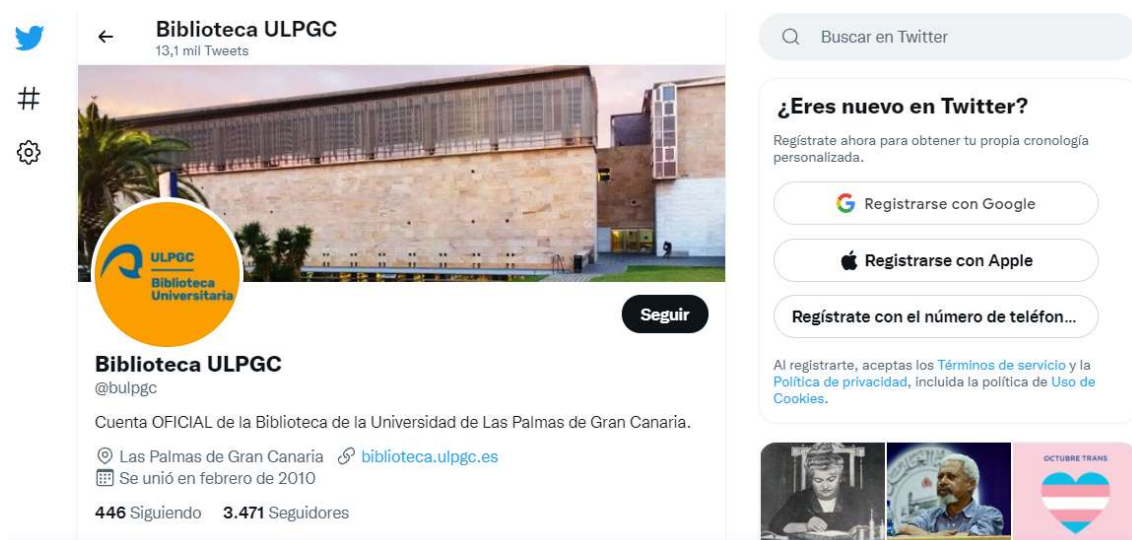 Biblioteca ULPGC
13,1 mil Tweets
ULPGC
Biblioteca
Universitaria
Seguir
Biblioteca ULPGC
@bulpgc
Cuenta OFICIAL de la Biblioteca de la Universidad de Las Palmas de Gran Canaria.
Las Palmas de Gran Canaria biblioteca.ulpgc.es
Se unió en febrero de 2010
446 Siguiendo 3.471 Seguidores
Buscar en Twitter
¿Eres nuevo en Twitter?
Regístrate ahora para obtener tu propia cronología
personalizada.
Registrarse con Google
Registrarse con Apple
Regístrate con el número de teléfon...
Al registrarte, aceptas los Términos de servicio y la
Política de privacidad, incluida la política de Uso de
Cookies.
OCTUBRE TRANS